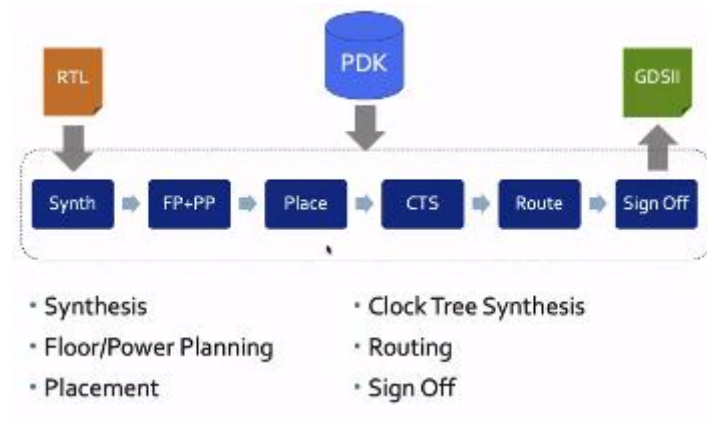 RTL
PDK
GDSII
Synth
FP+PP
Place
CTS
Route
Sign Off
• Synthesis
• Floor/Power Planning
• Placement
• Clock Tree Synthesis
• Routing
• Sign Off